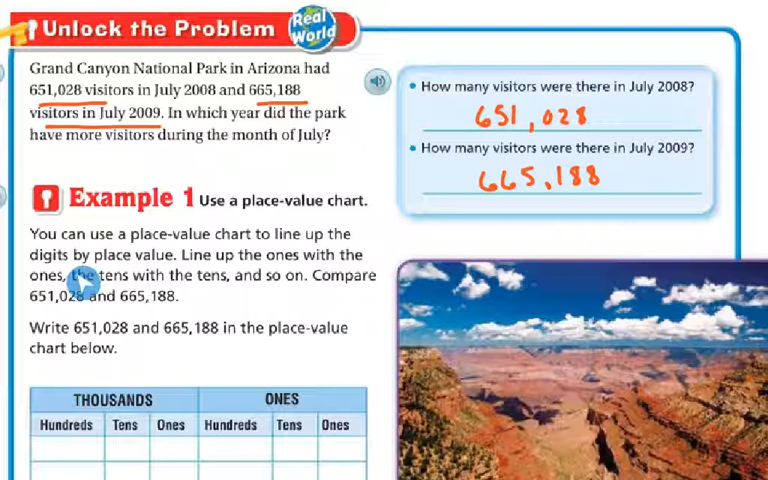 Unlock the Problem
Real
World
Grand Canyon National Park in Arizona had
651,028 visitors in July 2008 and 665,188
visitors in July 2009. In which year did the park
have more visitors during the month of July?
• How many visitors were there in July 2008?
651,028
• How many visitors were there in July 2009?
665,188
Example 1 Use a place-value chart.
You can use a place-value chart to line up the
digits by place value. Line up the ones with the
ones, the tens with the tens, and so on. Compare
651,028 and 665,188.
Write 651,028 and 665,188 in the place-value
chart below.
THOUSANDS ONES
Hundreds Tens Ones Hundreds Tens Ones